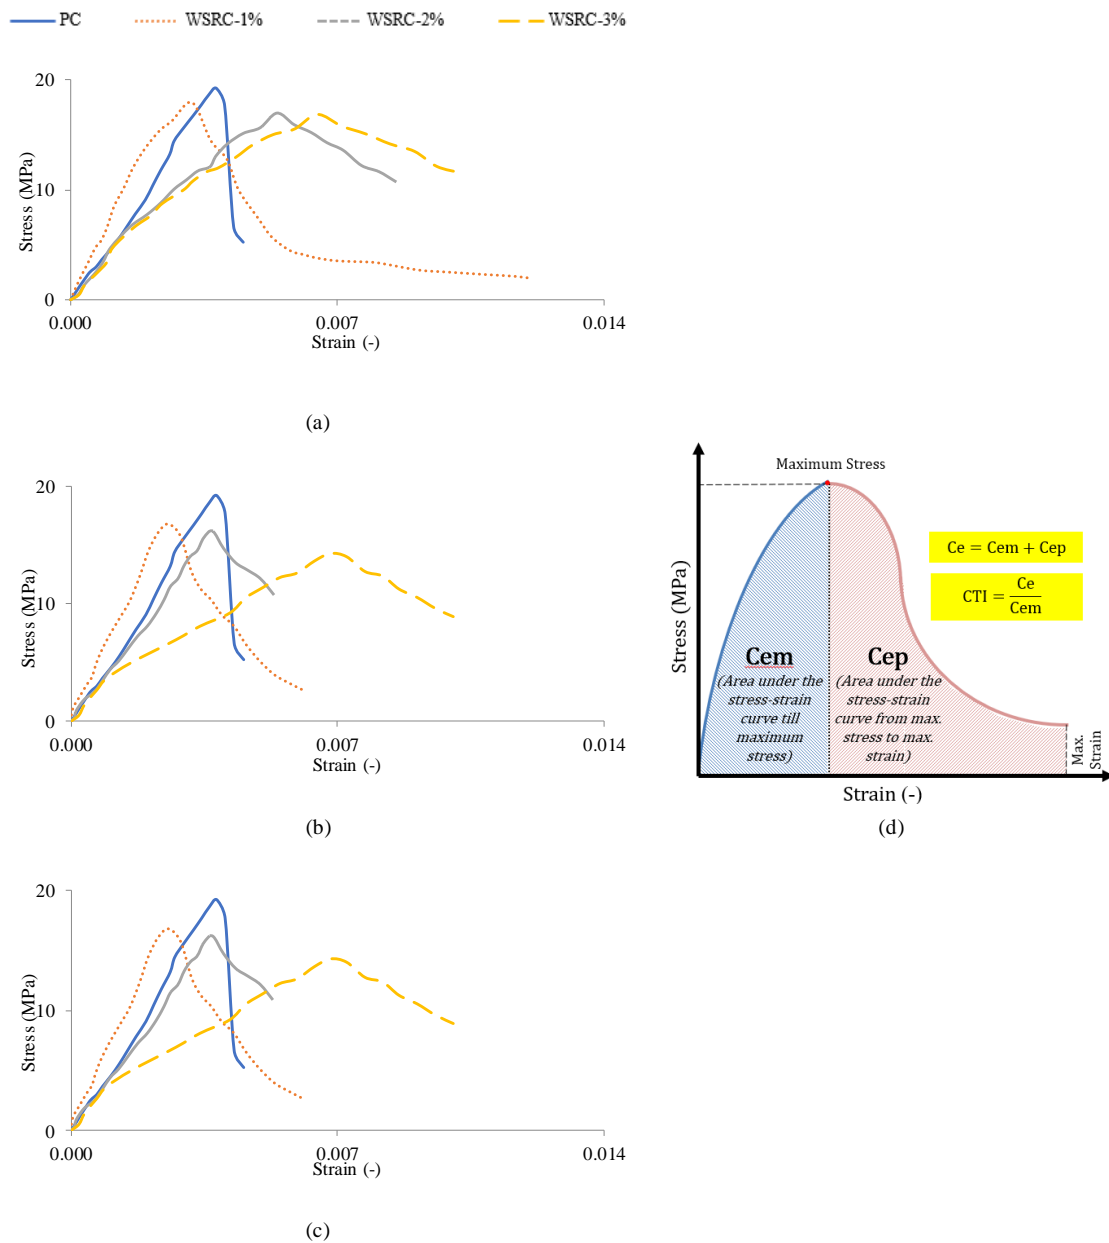 PC WSRC-1% WSRC-2% WSRC-3%
20
10
0
Stress (MPa)
0.000 0.007 0.014
Strain (-)
(a)
20
10
0
Stress (MPa)
0.000 0.007 0.014
Strain (-)
(b)
Maximum Stress
Ce = Cem + Cep
CTI = Ce
Cem
Stress (MPa)
Cem
(Area under the
stress-strain
curve till
maximum
stress)
Cep
(Area under the
stress-strain
curve from max.
stress to max.
strain)
Max.
Strain
Strain (-)
(d)
20
10
0
Stress (MPa)
0.000 0.007 0.014
Strain (-)
(c)